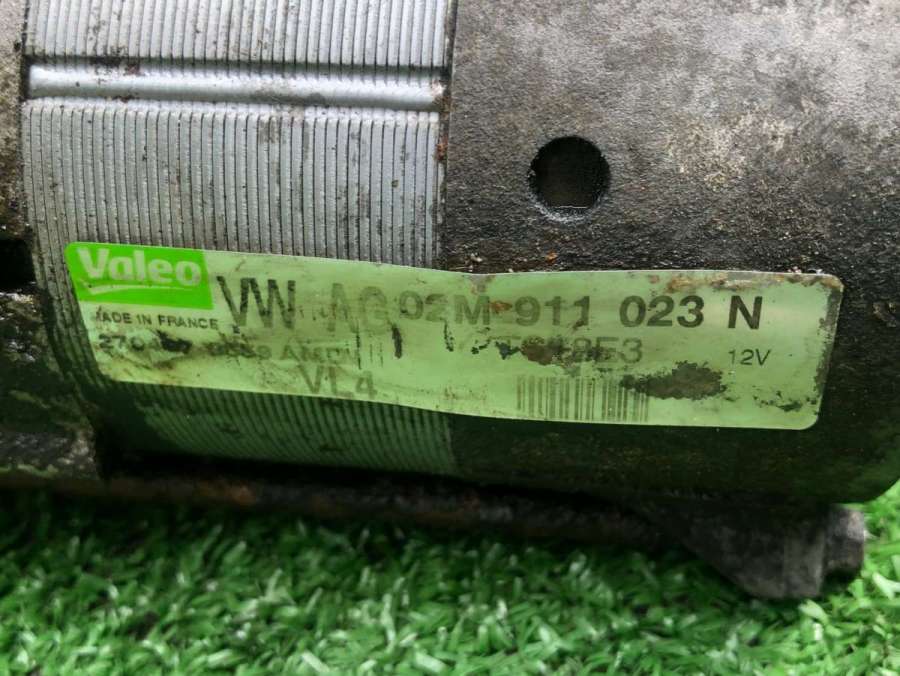 Valeo
VW AG 02M 911 023 N
MADE IN FRANCE
12V
VL4